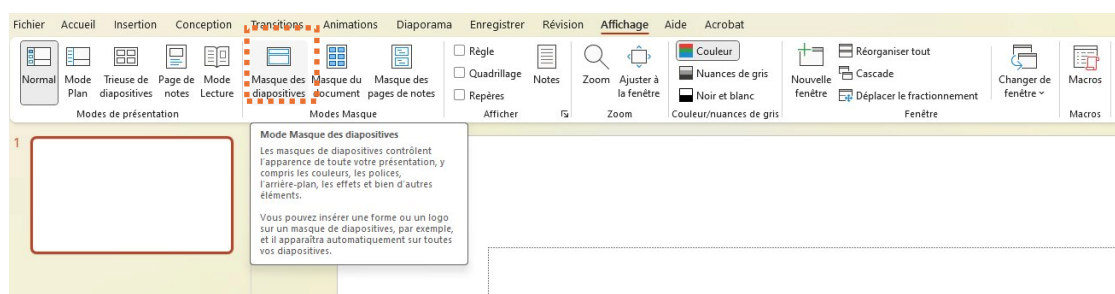 Fichier Accueil Insertion Conception Transitions Animations Diaporama Enregistrer Révision Affichage Aide Acrobat
Normal
Mode Plan
Trieuse de diapositives
Page de notes
Mode Lecture
Modes de présentation
Masque des diapositives
Masque du document
Masque des pages de notes
Modes Masque
Règle
Quadrillage
Repères
Afficher
Notes
Zoom
Ajuster à la fenêtre
Zoom
Couleur
Nuances de gris
Noir et blanc
Couleur/nuances de gris
Nouvelle fenêtre
Réorganiser tout
Cascade
Déplacer le fractionnement
Changer de fenêtre
Fenêtre
Macros
Macros
1
Mode Masque des diapositives
Les masques de diapositives contrôlent
l'apparence de toute votre présentation, y
compris les couleurs, les polices,
l'arrière-plan, les effets et bien d'autres
éléments.
Vous pouvez insérer une forme ou un logo
sur un masque de diapositives, par exemple,
et il apparaîtra automatiquement sur toutes
vos diapositives.